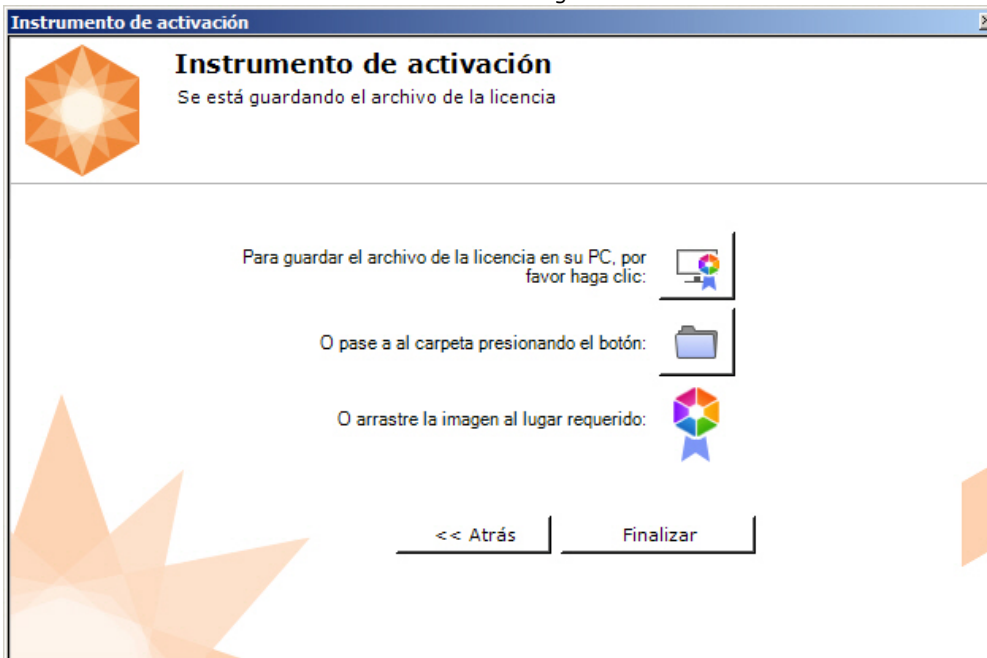 Instrumento de activación
Instrumento de activación
Se está guardando el archivo de la licencia
Para guardar el archivo de la licencia en su PC, por
favor haga clic:
O pase a al carpeta presionando el botón:
O arrastre la imagen al lugar requerido:
<< Atrás
Finalizar